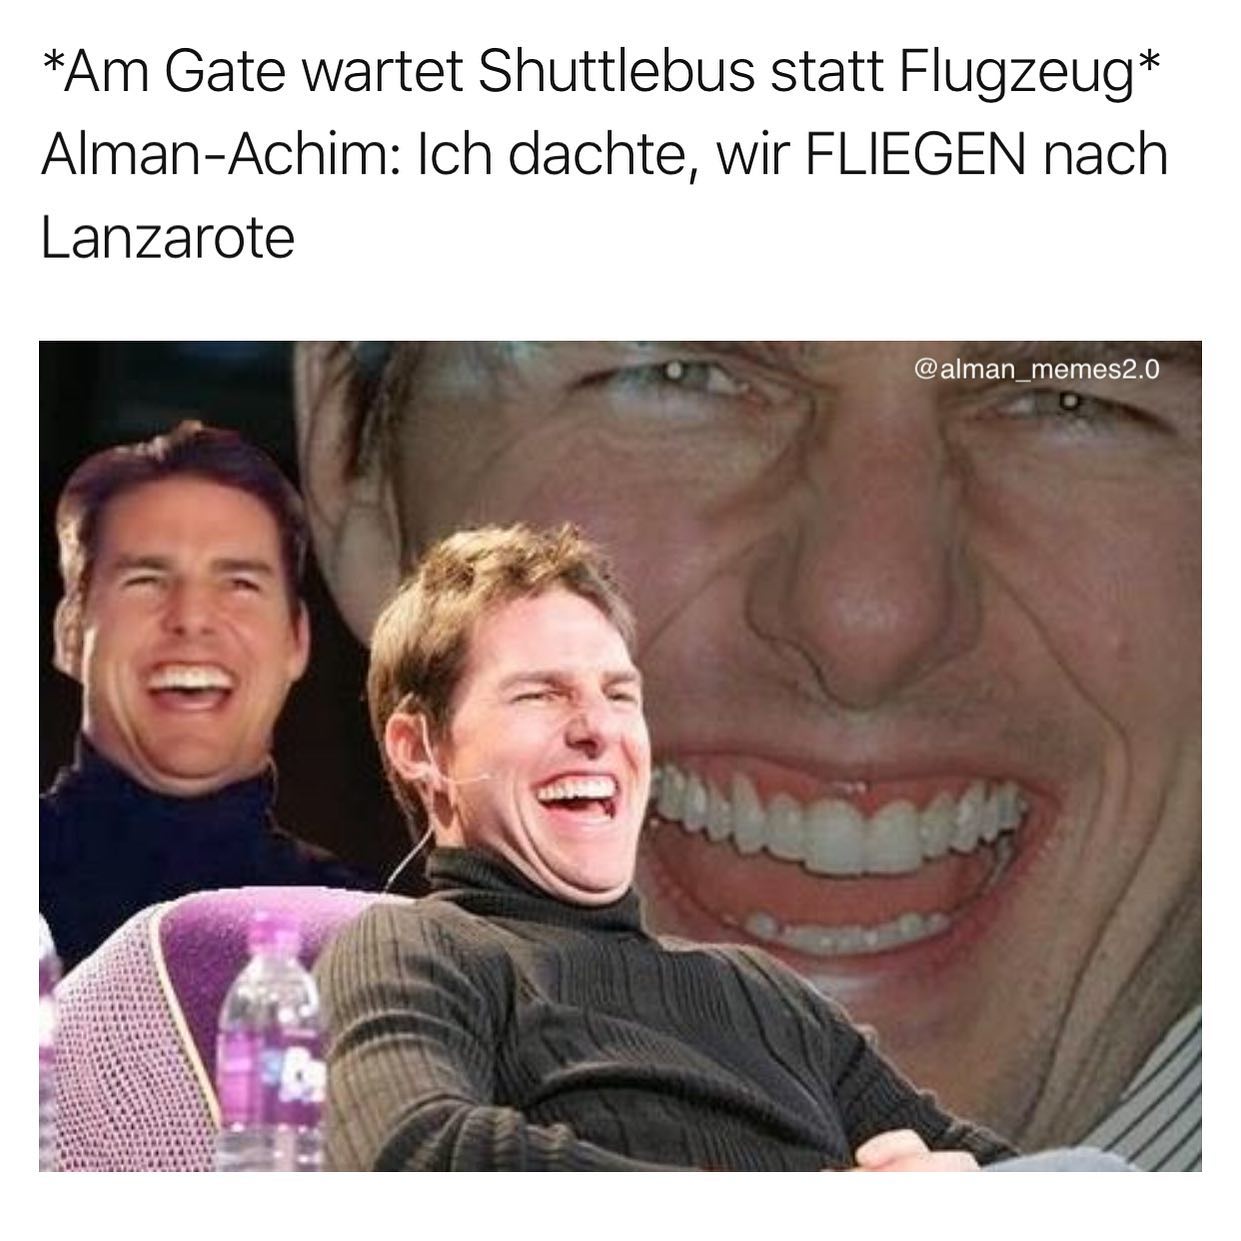 *Am Gate wartet Shuttlebus statt Flugzeug*
Alman-Achim: Ich dachte, wir FLIEGEN nach
Lanzarote
@alman_memes2.0